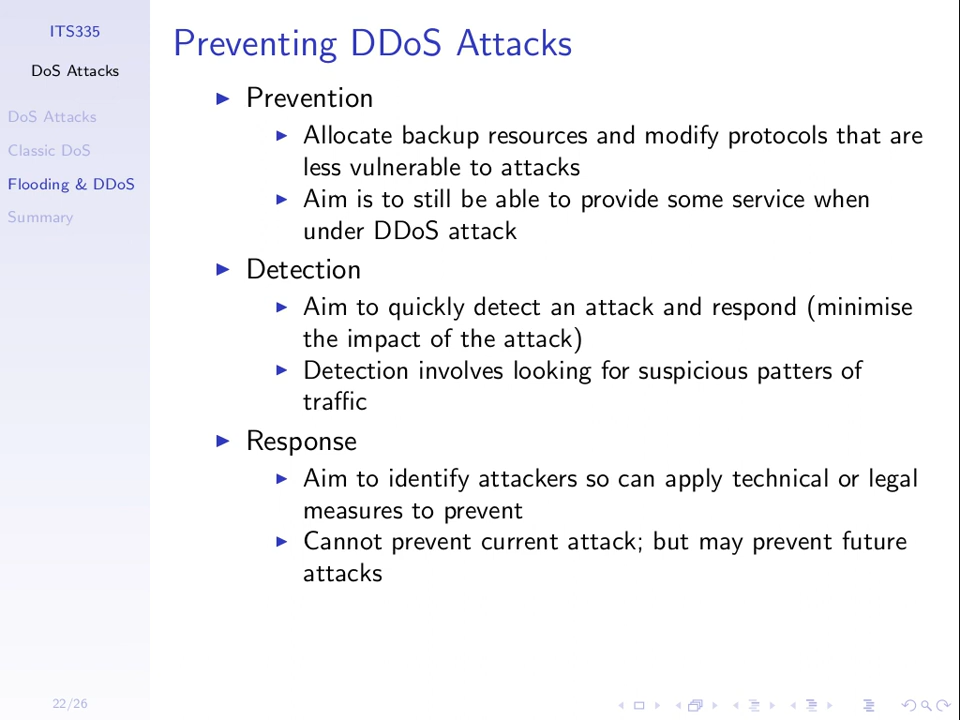 ITS335
DoS Attacks
DoS Attacks
Classic DoS
Flooding & DDoS
Summary
Preventing DDoS Attacks
Prevention
Allocate backup resources and modify protocols that are
less vulnerable to attacks
Aim is to still be able to provide some service when
under DDoS attack
Detection
Aim to quickly detect an attack and respond (minimise
the impact of the attack)
Detection involves looking for suspicious patters of
traffic
Response
Aim to identify attackers so can apply technical or legal
measures to prevent
Cannot prevent current attack; but may prevent future
attacks
22/26